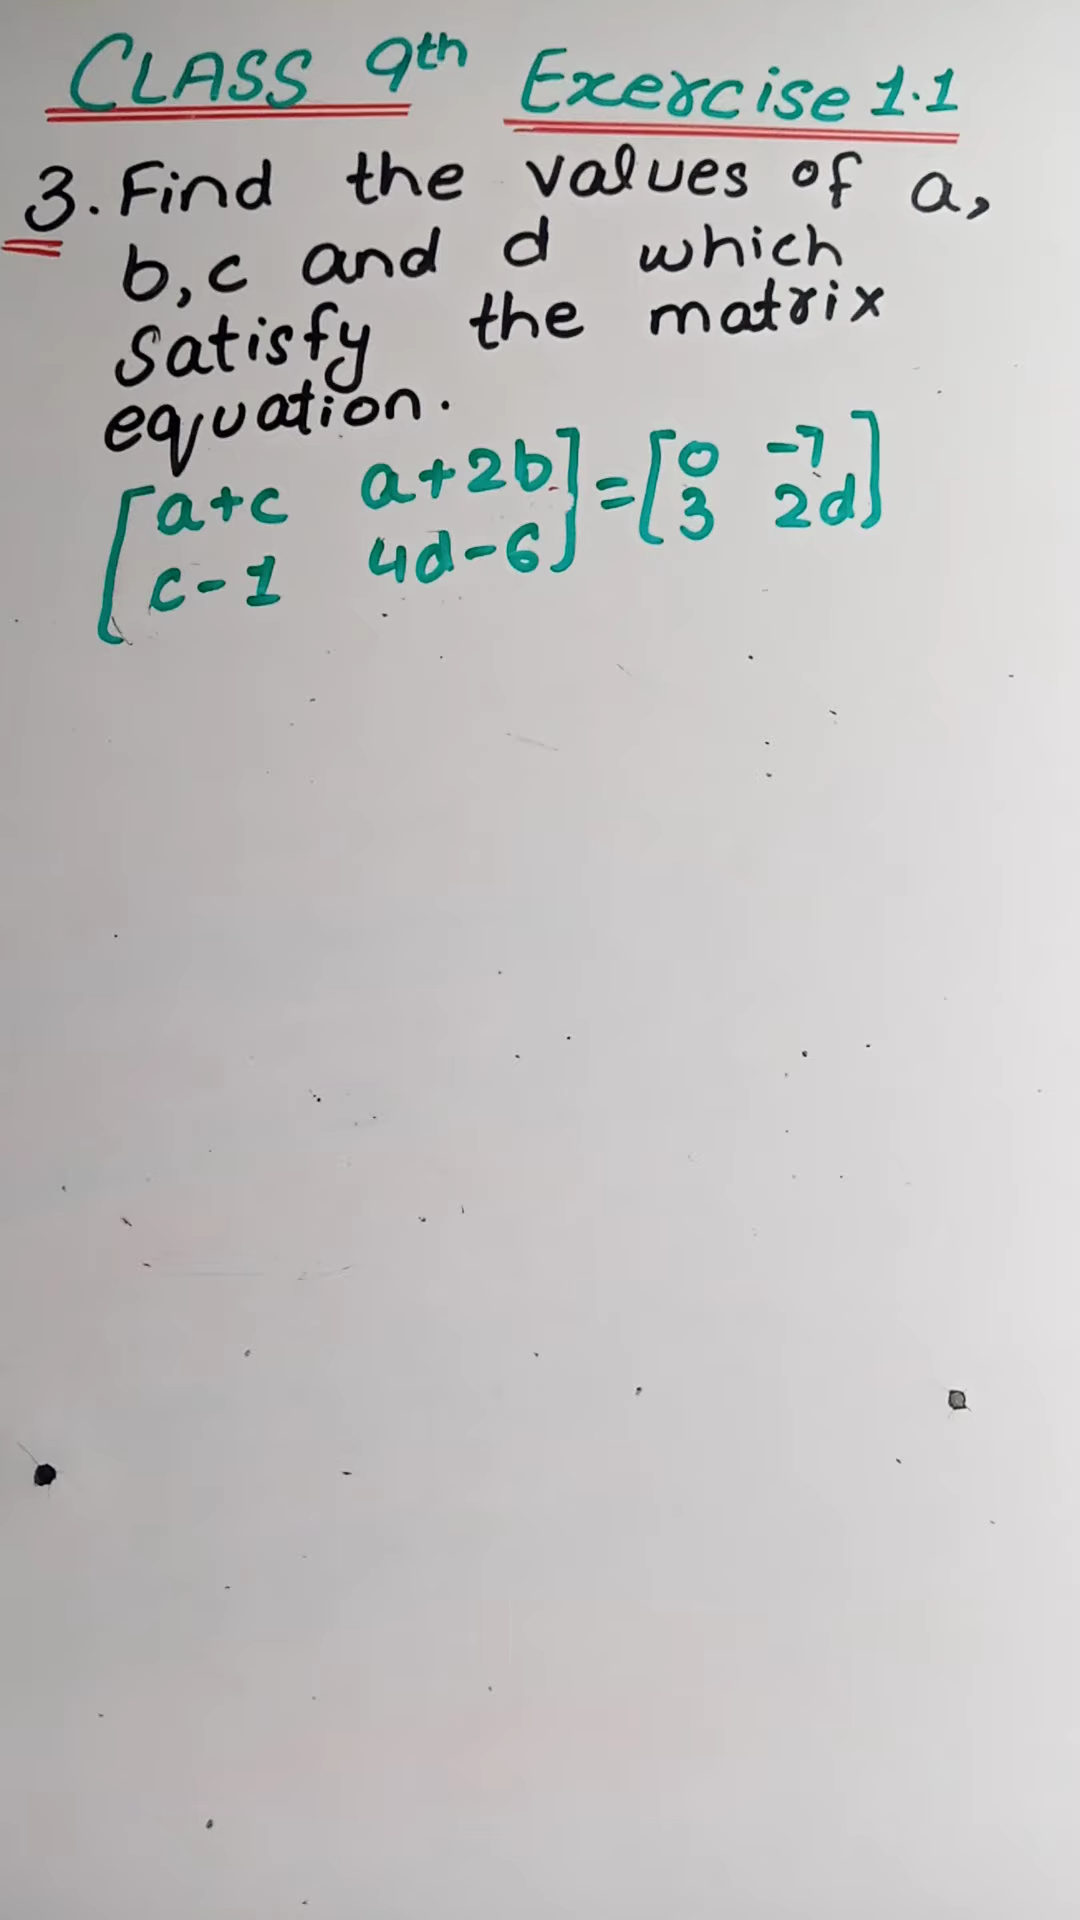 CLASS 9th Exercise 1.1
3. Find the values of a,
b, c and d which
satisfy the matrix
equation.
[a+c a+2b] = [0 -7]
[c-1 4d-6] [3 2d]